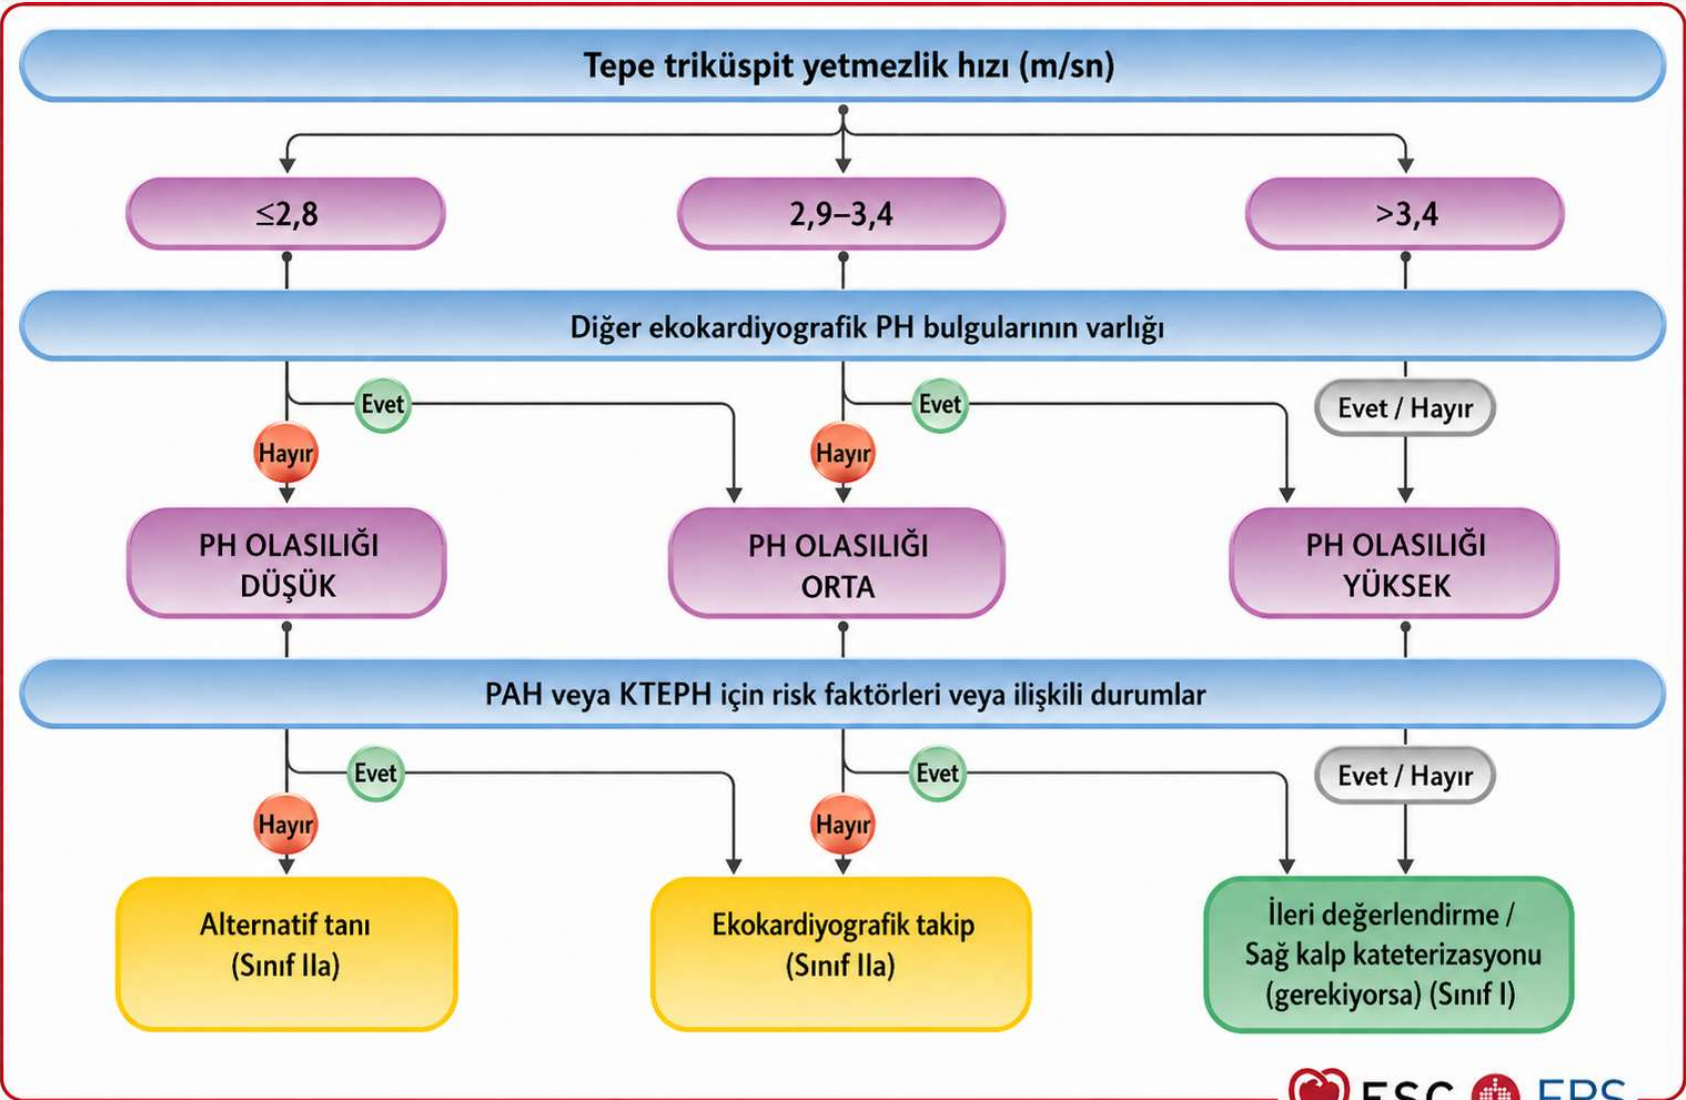 Tepe triküspit yetmezlik hızı (m/sn)
≤2,8
2,9–3,4
>3,4
Diğer ekokardiyografik PH bulgularının varlığı
Evet
Evet
Evet / Hayır
Hayır
Hayır
PH OLASILIĞI
DÜŞÜK
PH OLASILIĞI
ORTA
PH OLASILIĞI
YÜKSEK
PAH veya KTEPH için risk faktörleri veya ilişkili durumlar
Evet
Evet
Evet / Hayır
Hayır
Hayır
Alternatif tanı
(Sınıf IIa)
Ekokardiyografik takip
(Sınıf IIa)
İleri değerlendirme /
Sağ kalp kateterizasyonu
(gerekiyorsa) (Sınıf I)
ESC ERS